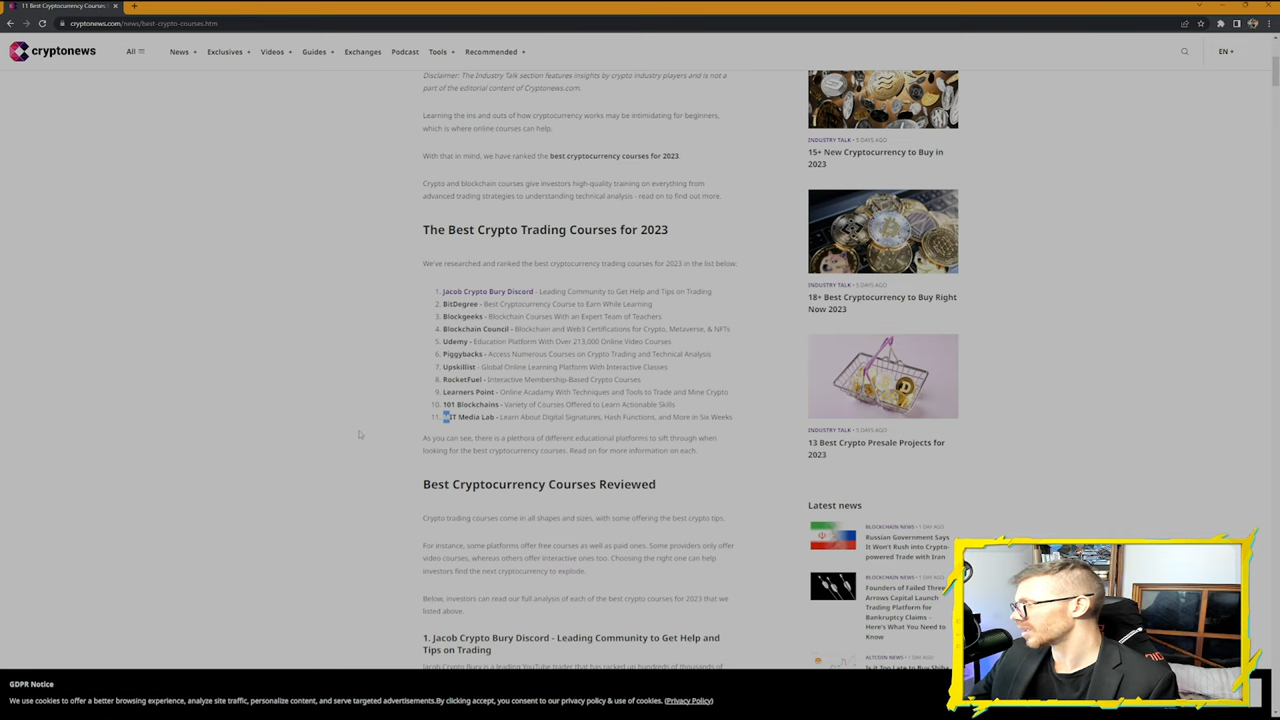 11 Best Cryptocurrency Courses
cryptonews.com/news/best-crypto-courses.htm
cryptonews
All
News +
Exclusives +
Videos +
Guides +
Exchanges
Podcast
Tools +
Recommended +
EN +
Disclaimer: The Industry Talk section features insights by crypto industry players and is not a
part of the editorial content of Cryptonews.com.
Learning the ins and outs of how cryptocurrency works may be intimidating for beginners,
which is where online courses can help.
With that in mind, we have ranked the best cryptocurrency courses for 2023.
Crypto and blockchain courses give investors high-quality training on everything from
advanced trading strategies to understanding technical analysis - read on to find out more.
The Best Crypto Trading Courses for 2023
We've researched and ranked the best cryptocurrency trading courses for 2023 in the list below:
1. Jacob Crypto Bury Discord - Leading Community to Get Help and Tips on Trading
2. BitDegree - Best Cryptocurrency Course to Earn While Learning
3. Blockgeeks - Blockchain Courses With an Expert Team of Teachers
4. Blockchain Council - Blockchain and Web3 Certifications for Crypto, Metaverse, & NFTs
5. Udemy - Education Platform With Over 213,000 Online Video Courses
6. Piggybacks - Access Numerous Courses on Crypto Trading and Technical Analysis
7. Upskillist - Global Online Learning Platform With Interactive Classes
8. RocketFuel - Interactive Membership-Based Crypto Courses
9. Learners Point - Online Acadamy With Techniques and Tools to Trade and Mine Crypto
10. 101 Blockchains - Variety of Courses Offered to Learn Actionable Skills
11. MIT Media Lab - Learn About Digital Signatures, Hash Functions, and More in Six Weeks
As you can see, there is a plethora of different educational platforms to sift through when
looking for the best cryptocurrency courses. Read on for more information on each.
Best Cryptocurrency Courses Reviewed
Crypto trading courses come in all shapes and sizes, with some offering the best crypto tips.
For instance, some platforms offer free courses as well as paid ones. Some providers only offer
video courses, whereas others offer interactive ones too. Choosing the right one can help
investors find the next cryptocurrency to explode.
Below, investors can read our full analysis of each of the best crypto courses for 2023 that we
listed above.
1. Jacob Crypto Bury Discord - Leading Community to Get Help and
Tips on Trading
Jacob Crypto Bury is a leading YouTube trader that has racked up hundreds of thousands of
INDUSTRY TALK • 5 DAYS AGO
15+ New Cryptocurrency to Buy in
2023
INDUSTRY TALK • 5 DAYS AGO
18+ Best Cryptocurrency to Buy Right
Now 2023
INDUSTRY TALK • 5 DAYS AGO
13 Best Crypto Presale Projects for
2023
Latest news
BLOCKCHAIN NEWS • 1 DAY AGO
Russian Government Says
It Won't Rush into Crypto-
powered Trade with Iran
BLOCKCHAIN NEWS • 1 DAY AGO
Founders of Failed Three
Arrows Capital Launch
Trading Platform for
Bankruptcy Claims –
Here's What You Need to
Know
ALTCOIN NEWS • 1 DAY AGO
Is it Too Late to Buy Shiba
GDPR Notice
We use cookies to offer a better browsing experience, analyze site traffic, personalize content, and serve targeted advertisements.By clicking accept, you consent to our privacy policy & use of cookies. (Privacy Policy)